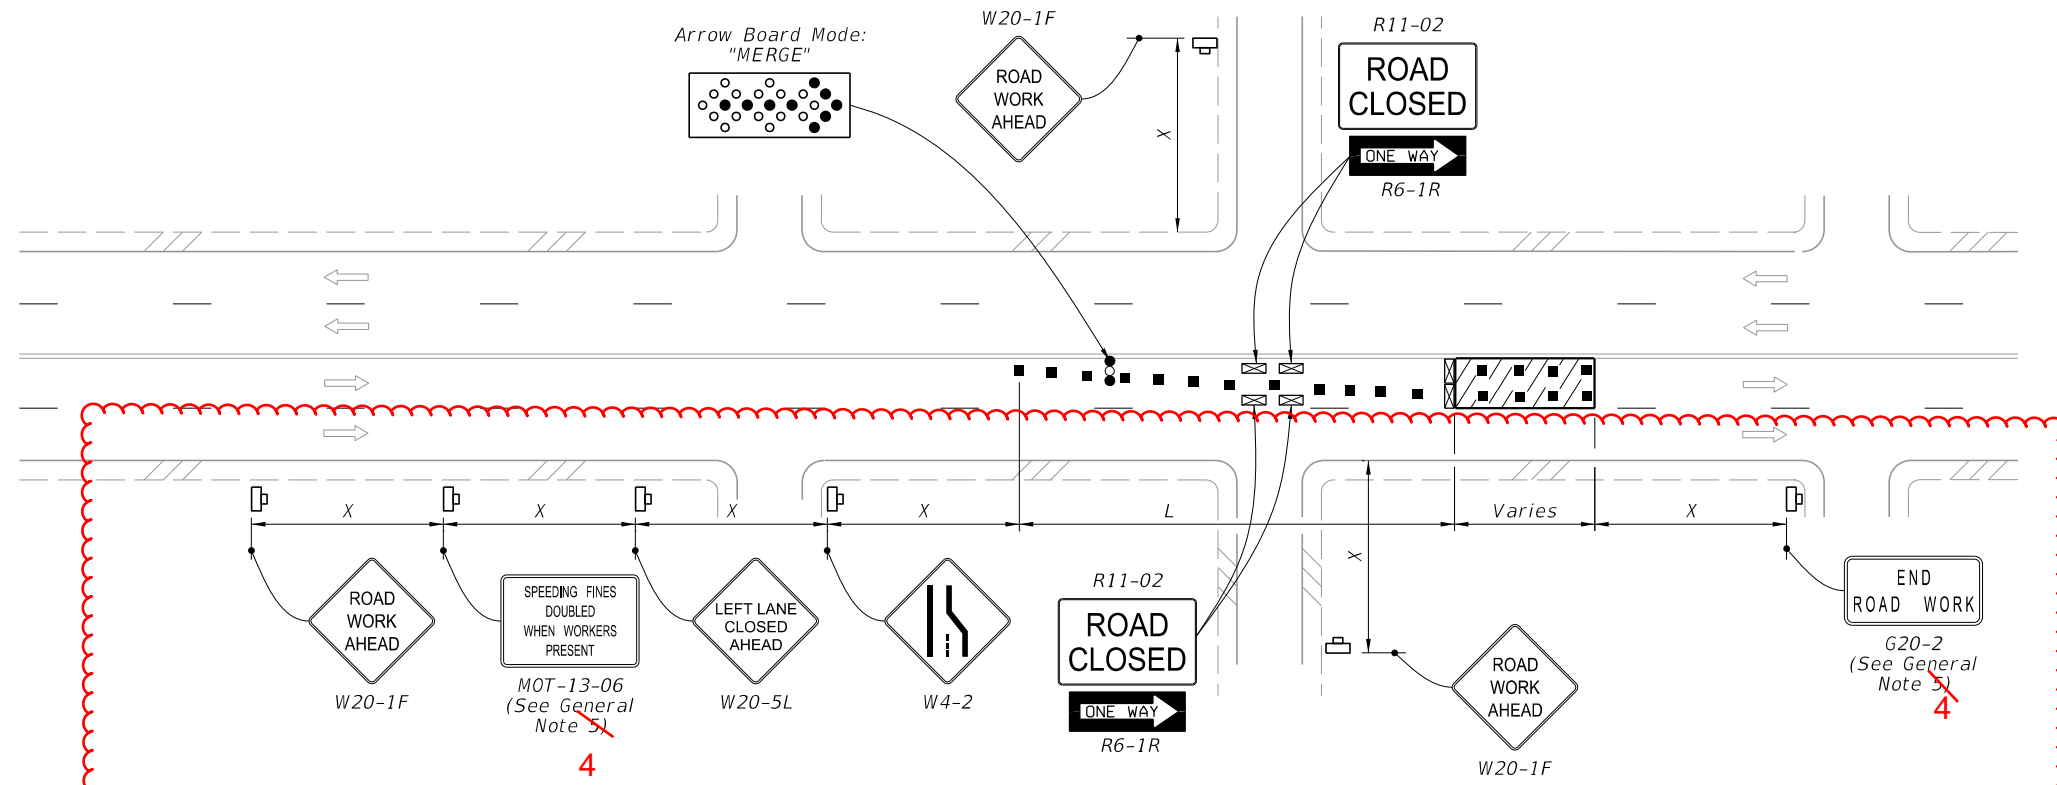 W20-1F
Arrow Board Mode:
"MERGE"
ROAD
WORK
AHEAD
X
R11-02
ROAD
CLOSED
ONE WAY
R6-1R
X
X
X
X
L
Varies
X
X
ROAD
WORK
AHEAD
W20-1F
SPEEDING FINES
DOUBLED
WHEN WORKERS
PRESENT
MOT-13-06
(See General
Note 5)
4
LEFT LANE
CLOSED
AHEAD
W20-5L
W4-2
R11-02
ROAD
CLOSED
ONE WAY
R6-1R
ROAD
WORK
AHEAD
W20-1F
END
ROAD WORK
G20-2
(See General
Note 5)
4